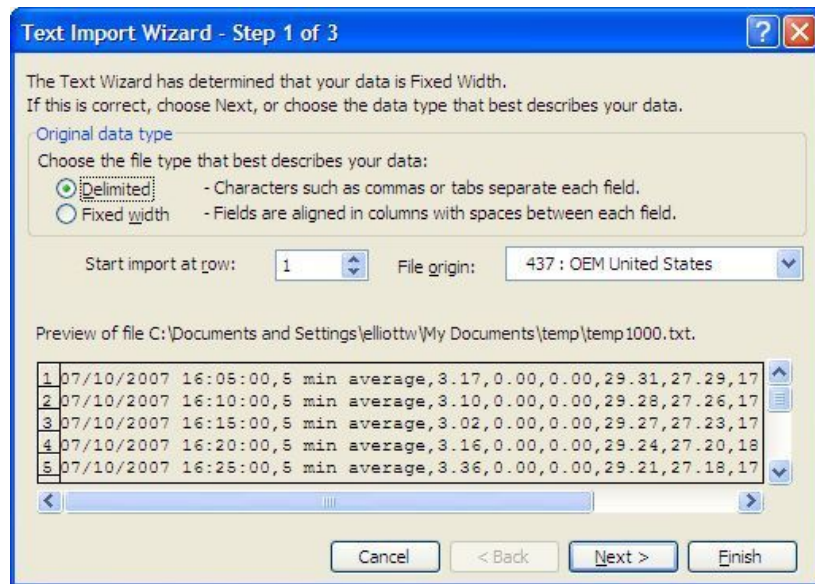 Text Import Wizard - Step 1 of 3
The Text Wizard has determined that your data is Fixed Width.
If this is correct, choose Next, or choose the data type that best describes your data.
Original data type
Choose the file type that best describes your data:
Delimited - Characters such as commas or tabs separate each field.
Fixed width - Fields are aligned in columns with spaces between each field.
Start import at row: 1 File origin: 437 : OEM United States
Preview of file C:\Documents and Settings\elliottw\My Documents\temp\temp1000.txt.
1 07/10/2007 16:05:00,5 min average,3.17,0.00,0.00,29.31,27.29,17
2 07/10/2007 16:10:00,5 min average,3.10,0.00,0.00,29.28,27.26,17
3 07/10/2007 16:15:00,5 min average,3.02,0.00,0.00,29.27,27.23,17
4 07/10/2007 16:20:00,5 min average,3.16,0.00,0.00,29.24,27.20,18
5 07/10/2007 16:25:00,5 min average,3.36,0.00,0.00,29.21,27.18,17
Cancel < Back Next > Finish